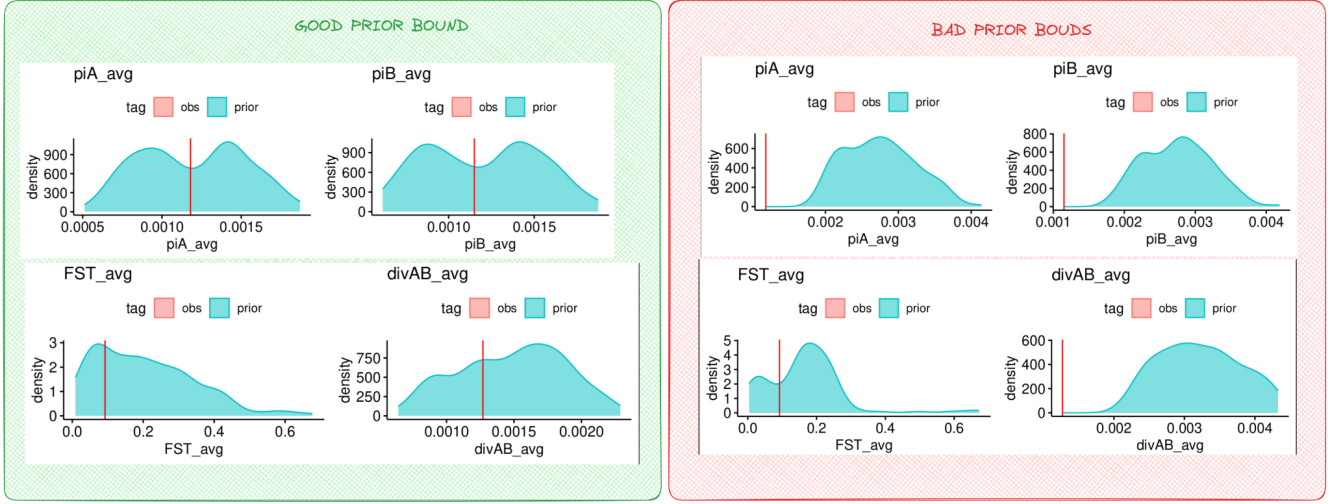 GOOD PRIOR BOUND
piA_avg
tag obs prior
density
900
600
300
0
0.0005 0.0010 0.0015
piA_avg
piB_avg
tag obs prior
density
900
600
300
0
0.0010 0.0015
piB_avg
FST_avg
tag obs prior
density
3
2
1
0
0.0 0.2 0.4 0.6
FST_avg
divAB_avg
tag obs prior
density
750
500
250
0
0.0010 0.0015 0.0020
divAB_avg
BAD PRIOR BOUDS
piA_avg
tag obs prior
density
600
400
200
0
0.002 0.003 0.004
piA_avg
piB_avg
tag obs prior
density
800
600
400
200
0
0.001 0.002 0.003 0.004
piB_avg
FST_avg
tag obs prior
density
5
4
3
2
1
0
0.0 0.2 0.4 0.6
FST_avg
divAB_avg
tag obs prior
density
600
400
200
0
0.002 0.003 0.004
divAB_avg